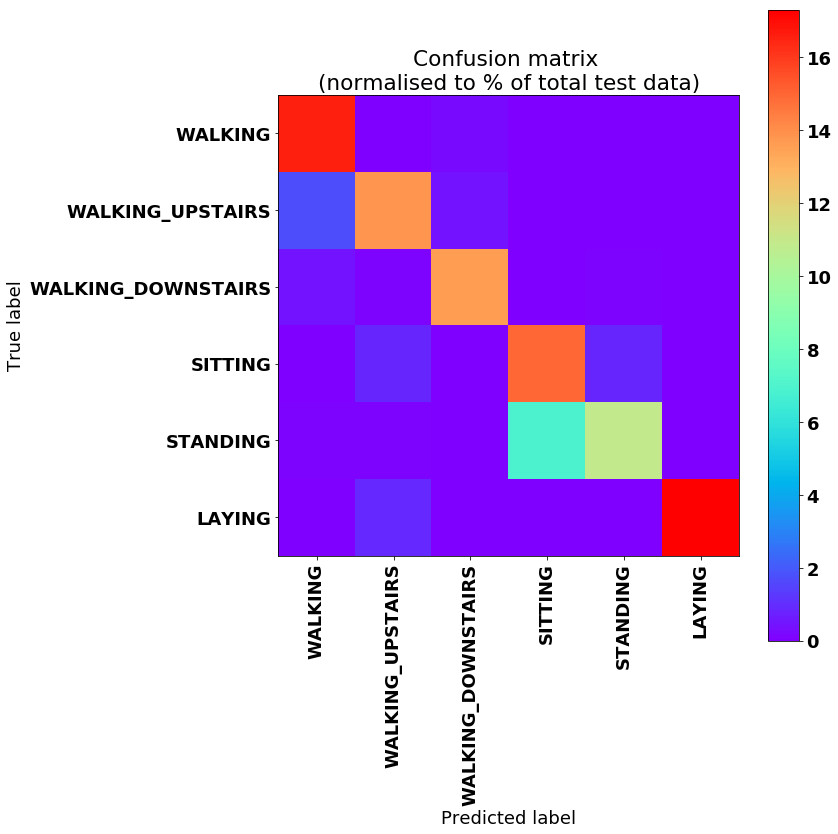 Confusion matrix
(normalised to % of total test data)
True label
WALKING
WALKING_UPSTAIRS
WALKING_DOWNSTAIRS
SITTING
STANDING
LAYING
WALKING
WALKING_UPSTAIRS
WALKING_DOWNSTAIRS
SITTING
STANDING
LAYING
Predicted label
16
14
12
10
8
6
4
2
0